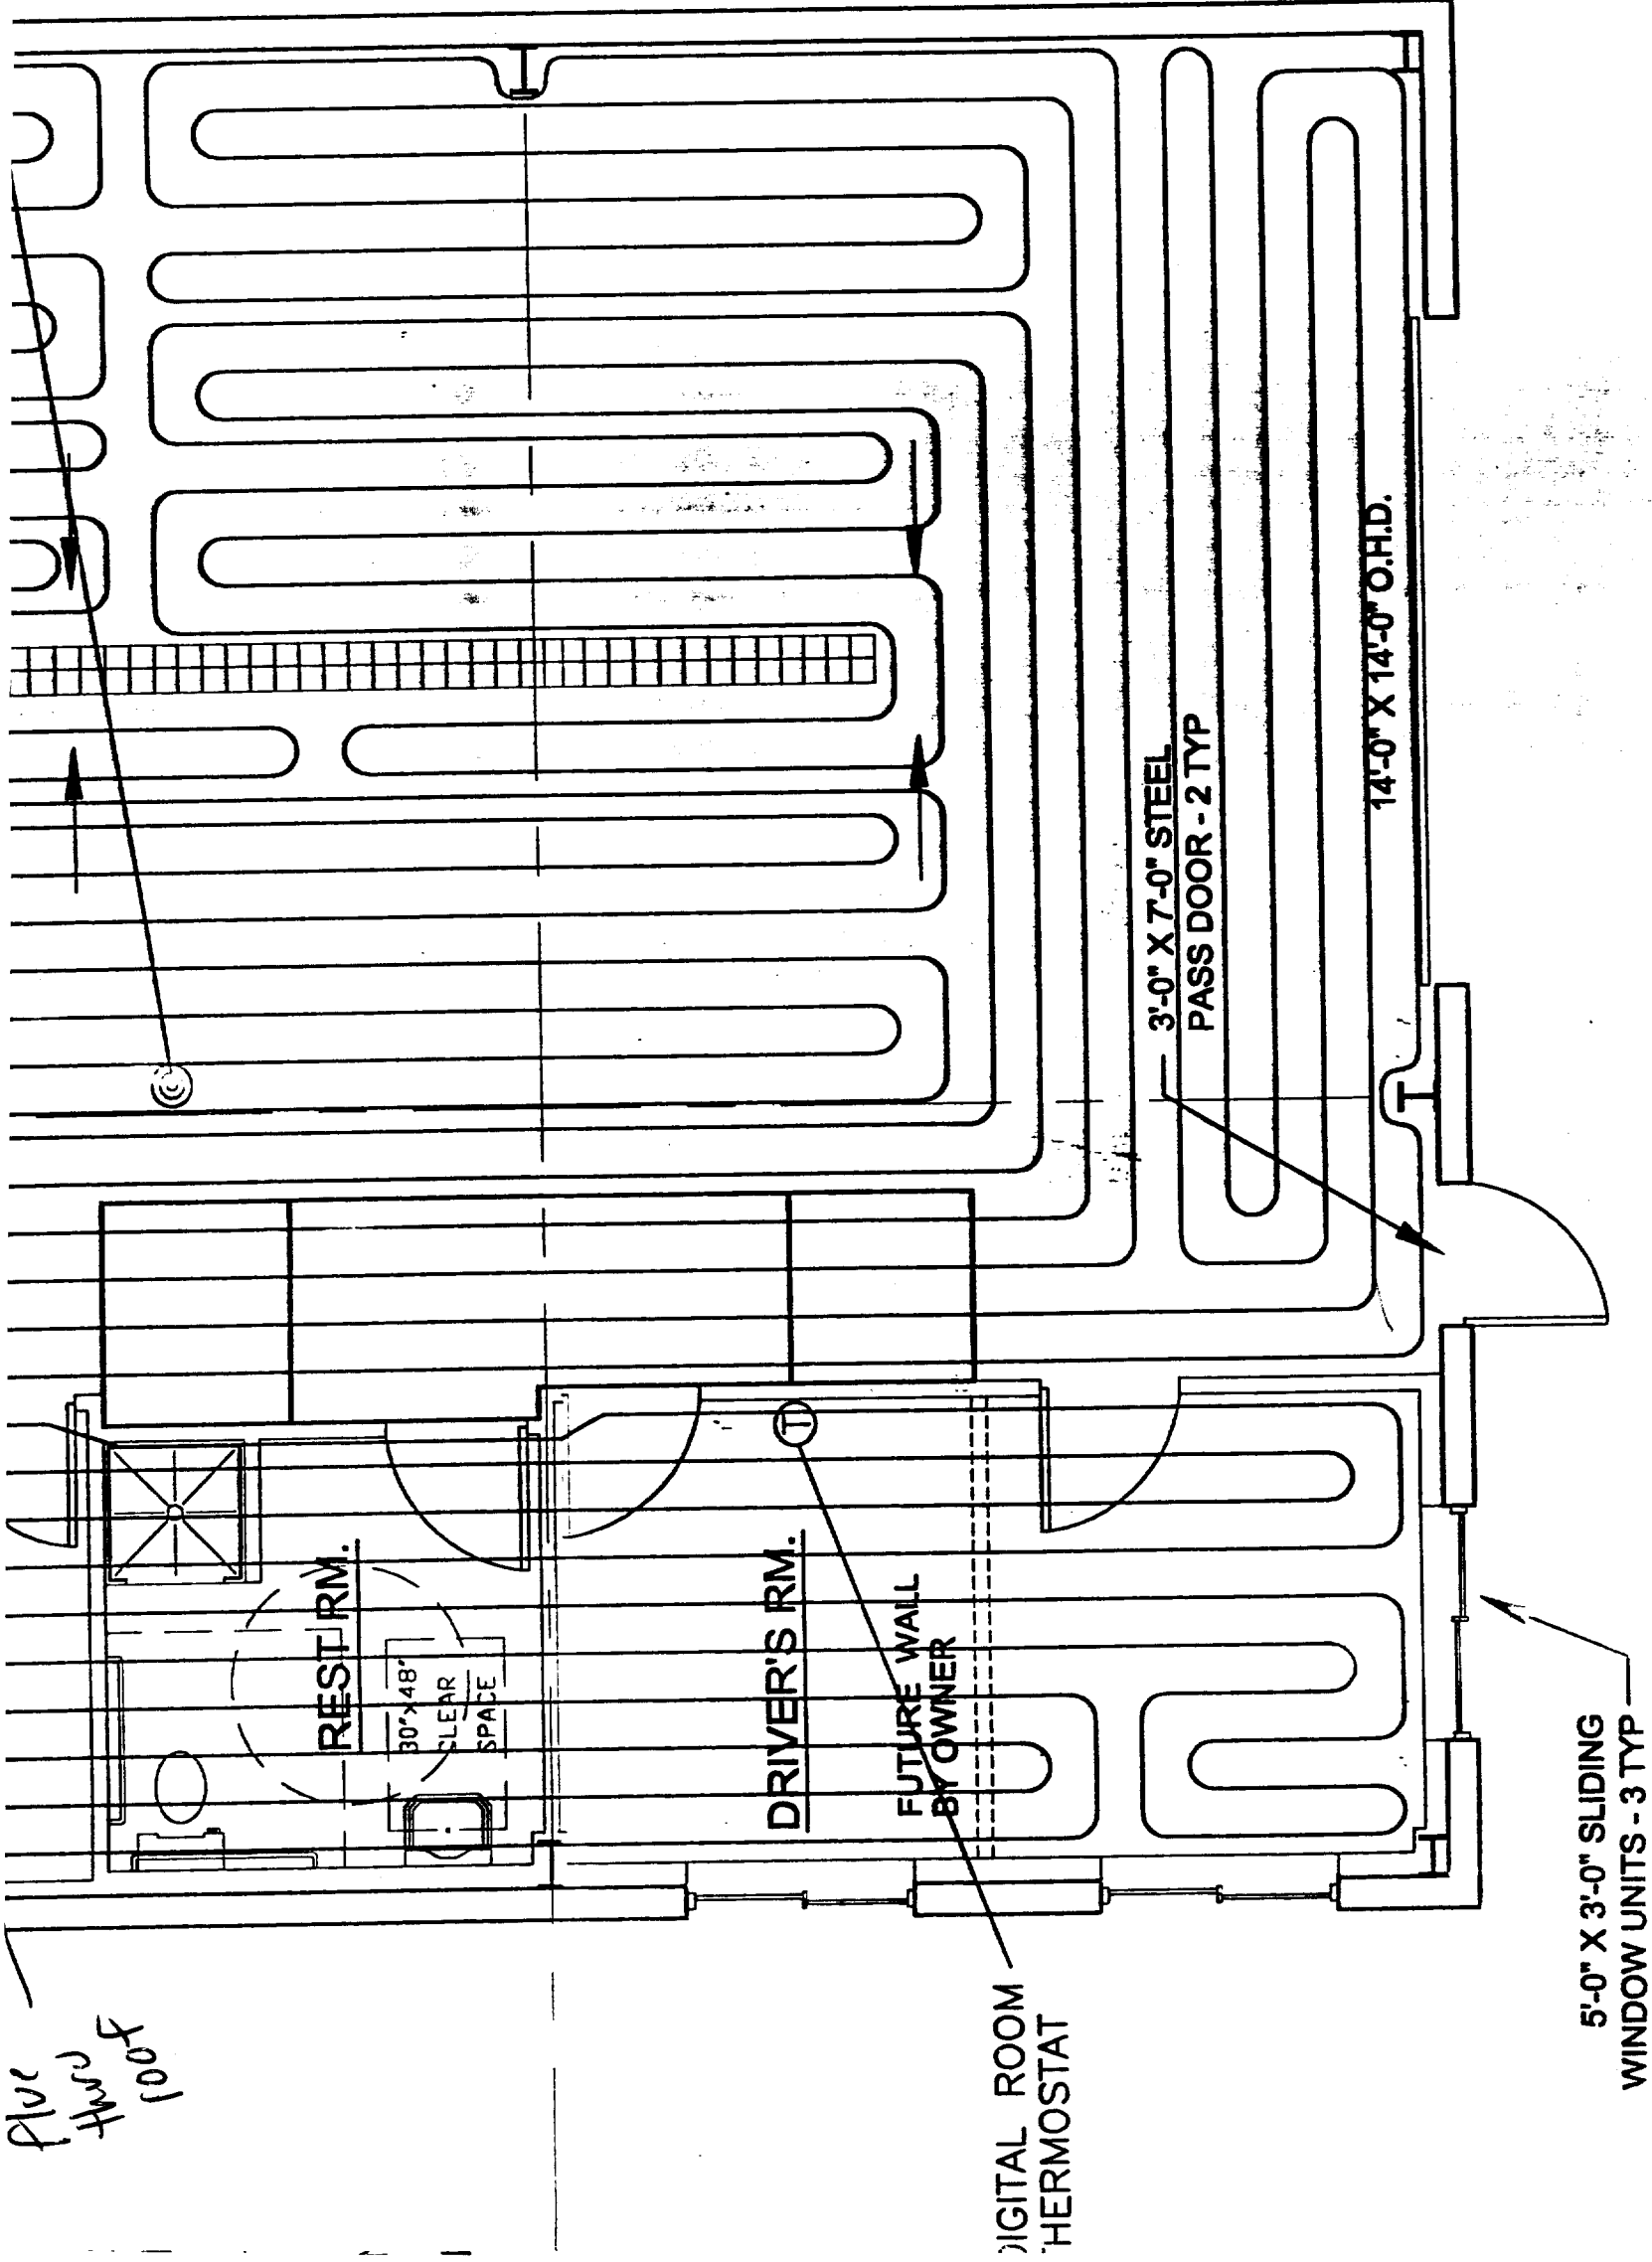 3'-0" X 7'-0" STEEL
PASS DOOR - 2 TYP
14'-0" X 14'-0" O.H.D.
REST RM.
30"x48"
CLEAR
SPACE
DRIVER'S RM.
FUTURE WALL
BY OWNER
T
thru
roof
DIGITAL ROOM
THERMOSTAT
5'-0" X 3'-0" SLIDING
WINDOW UNITS - 3 TYP